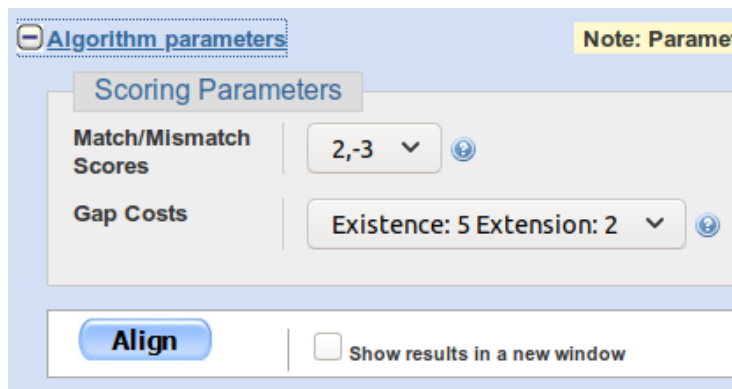 Algorithm parameters
Note:
Scoring Parameters
Match/Mismatch
Scores
2,-3
Gap Costs
Existence: 5 Extension: 2
Align
Show results in a new window